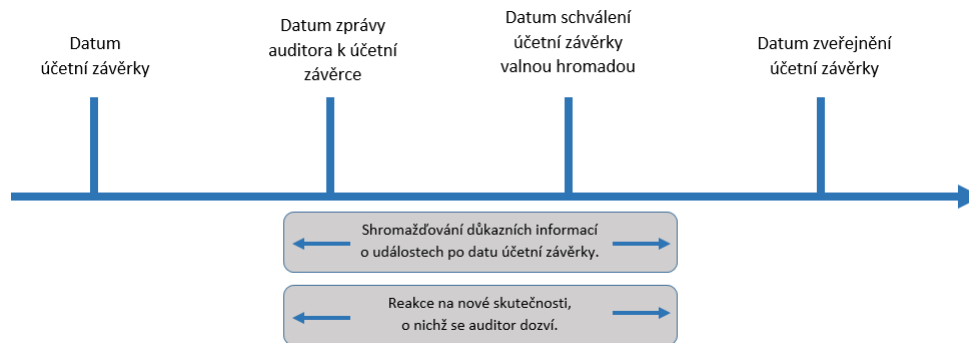 Datum
účetní závěrky
Datum zprávy
auditora k účetní
závěrce
Datum schválení
účetní závěrky
valnou hromadou
Datum zveřejnění
účetní závěrky
Shromažďování důkazních informací
o událostech po datu účetní závěrky.
Reakce na nové skutečnosti,
o nichž se auditor dozví.